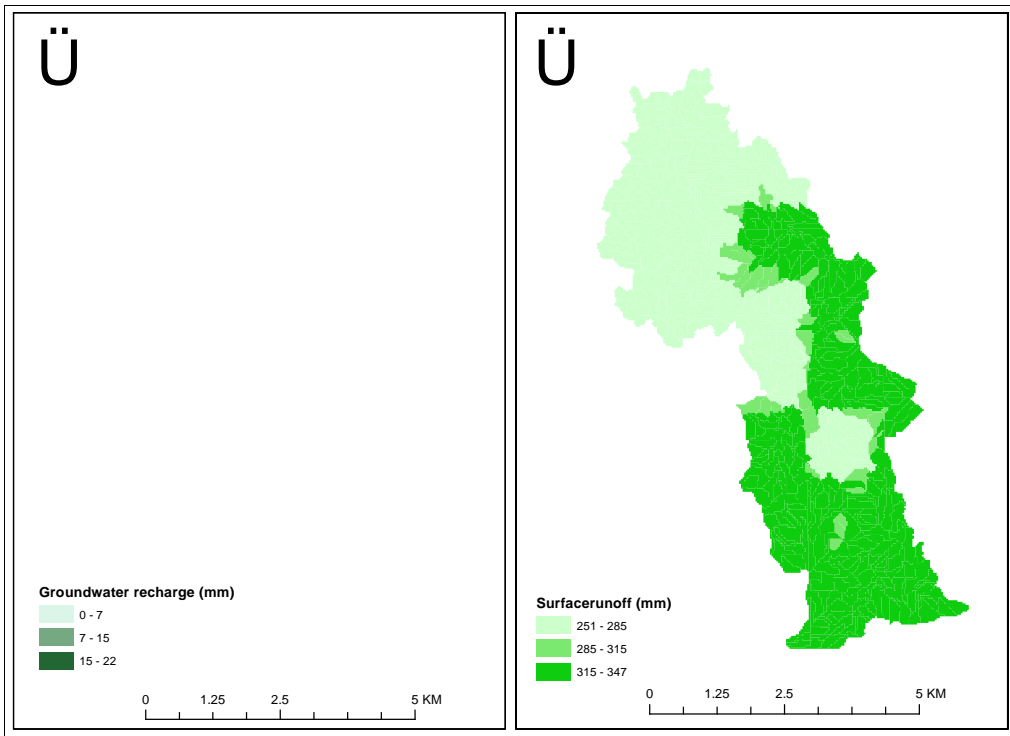 Ü
Groundwater recharge (mm)
0 - 7
7 - 15
15 - 22
0 1.25 2.5 5 KM
Ü
Surfacerunoff (mm)
251 - 285
285 - 315
315 - 347
0 1.25 2.5 5 KM